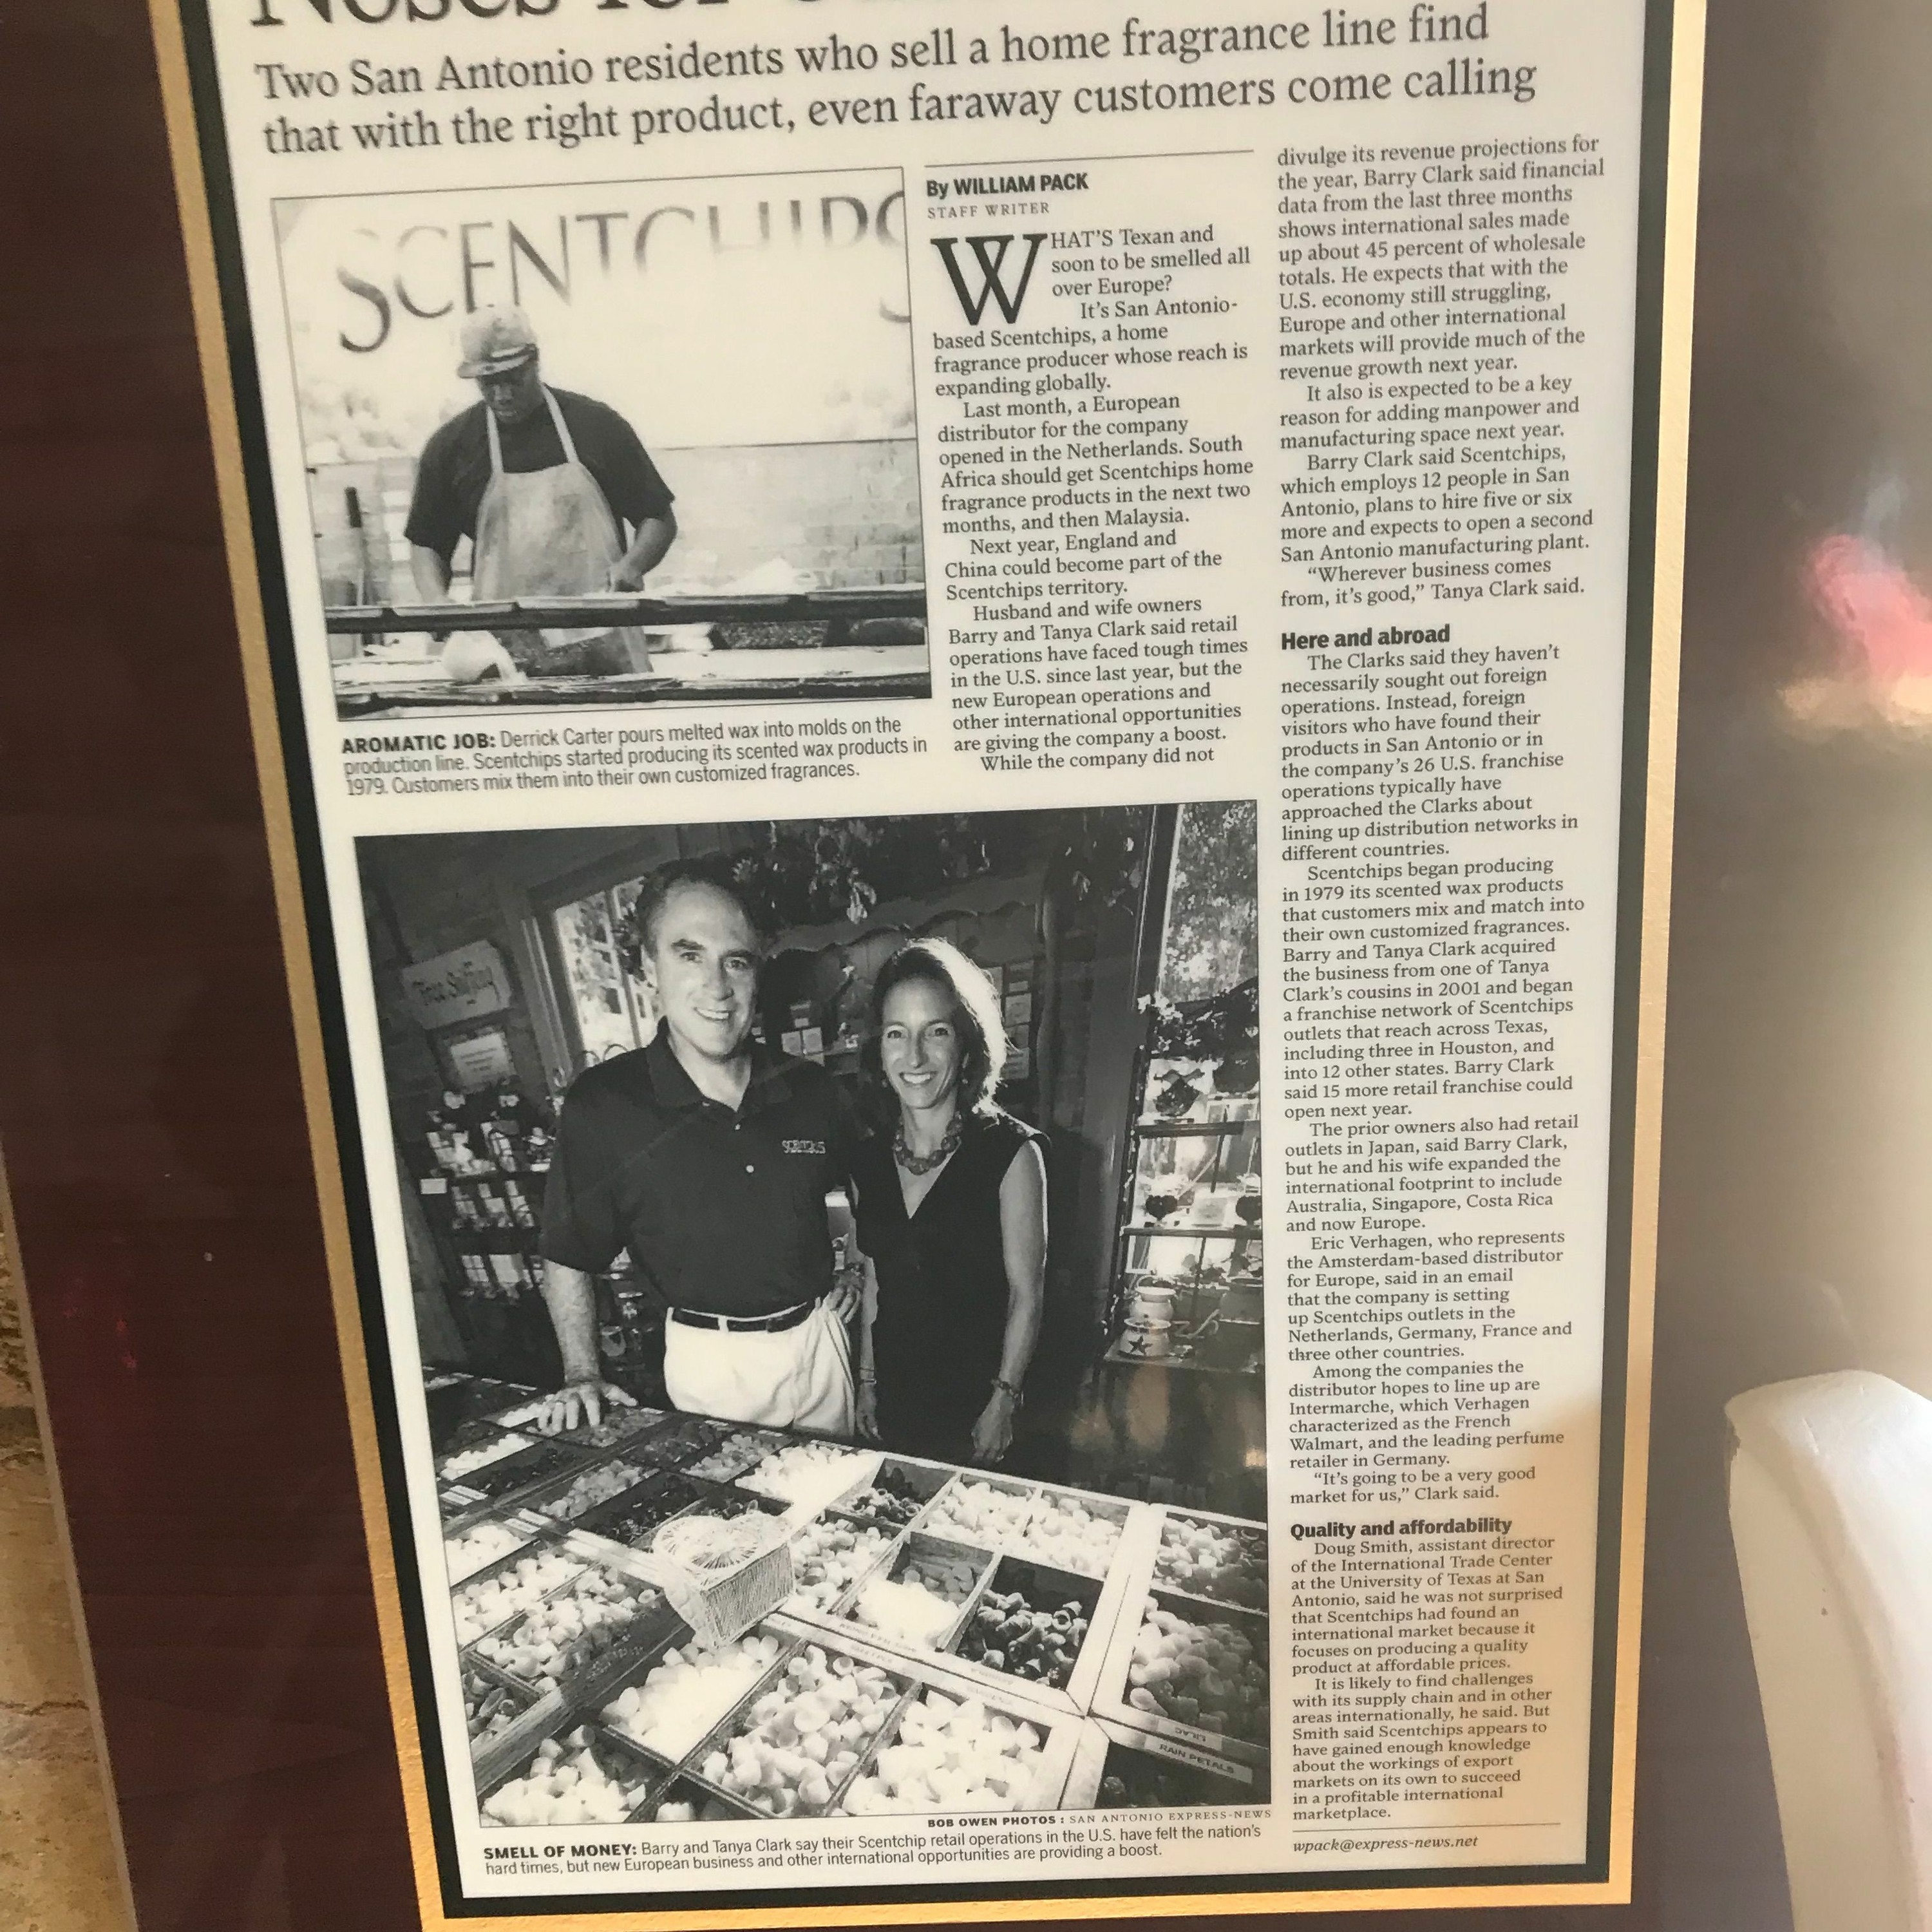 Two San Antonio residents who sell a home fragrance line find
that with the right product, even faraway customers come calling
SCENTCHIPS
AROMATIC JOB: Derrick Carter pours melted wax into molds on the
production line. Scentchips started producing its scented wax products in
1979. Customers mix them into their own customized fragrances.
By WILLIAM PACK
STAFF WRITER
WHAT'S Texan and
soon to be smelled all
over Europe?
It's San Antonio-
based Scentchips, a home
fragrance producer whose reach is
expanding globally.
Last month, a European
distributor for the company
opened in the Netherlands. South
Africa should get Scentchips home
fragrance products in the next two
months, and then Malaysia.
Next year, England and
China could become part of the
Scentchips territory.
Husband and wife owners
Barry and Tanya Clark said retail
operations have faced tough times
in the U.S. since last year, but the
new European operations and
other international opportunities
are giving the company a boost.
While the company did not
divulge its revenue projections for
the year, Barry Clark said financial
data from the last three months
shows international sales made
up about 45 percent of wholesale
totals. He expects that with the
U.S. economy still struggling,
Europe and other international
markets will provide much of the
revenue growth next year.
It also is expected to be a key
reason for adding manpower and
manufacturing space next year.
Barry Clark said Scentchips,
which employs 12 people in San
Antonio, plans to hire five or six
more and expects to open a second
San Antonio manufacturing plant.
“Wherever business comes
from, it's good,” Tanya Clark said.
Here and abroad
The Clarks said they haven't
necessarily sought out foreign
operations. Instead, foreign
visitors who have found their
products in San Antonio or in
the company's 26 U.S. franchise
operations typically have
approached the Clarks about
lining up distribution networks in
different countries.
Scentchips began producing
in 1979 its scented wax products
that customers mix and match into
their own customized fragrances.
Barry and Tanya Clark acquired
the business from one of Tanya
Clark's cousins in 2001 and began
a franchise network of Scentchips
outlets that reach across Texas,
including three in Houston, and
into 12 other states. Barry Clark
said 15 more retail franchise could
open next year.
The prior owners also had retail
outlets in Japan, said Barry Clark,
but he and his wife expanded the
international footprint to include
Australia, Singapore, Costa Rica
and now Europe.
Eric Verhagen, who represents
the Amsterdam-based distributor
for Europe, said in an email
that the company is setting
up Scentchips outlets in the
Netherlands, Germany, France and
three other countries.
Among the companies the
distributor hopes to line up are
Intermarche, which Verhagen
characterized as the French
Walmart, and the leading perfume
retailer in Germany.
“It's going to be a very good
market for us,” Clark said.
Quality and affordability
Doug Smith, assistant director
of the International Trade Center
at the University of Texas at San
Antonio, said he was not surprised
that Scentchips had found an
international market because it
focuses on producing a quality
product at affordable prices.
It is likely to find challenges
with its supply chain and in other
areas internationally, he said. But
Smith said Scentchips appears to
have gained enough knowledge
about the workings of export
markets on its own to succeed
in a profitable international
marketplace.
wpack@express-news.net
RAIN PETALS
BOB OWEN PHOTOS : SAN ANTONIO EXPRESS-NEWS
SMELL OF MONEY: Barry and Tanya Clark say their Scentchip retail operations in the U.S. have felt the nation's
hard times, but new European business and other international opportunities are providing a boost.